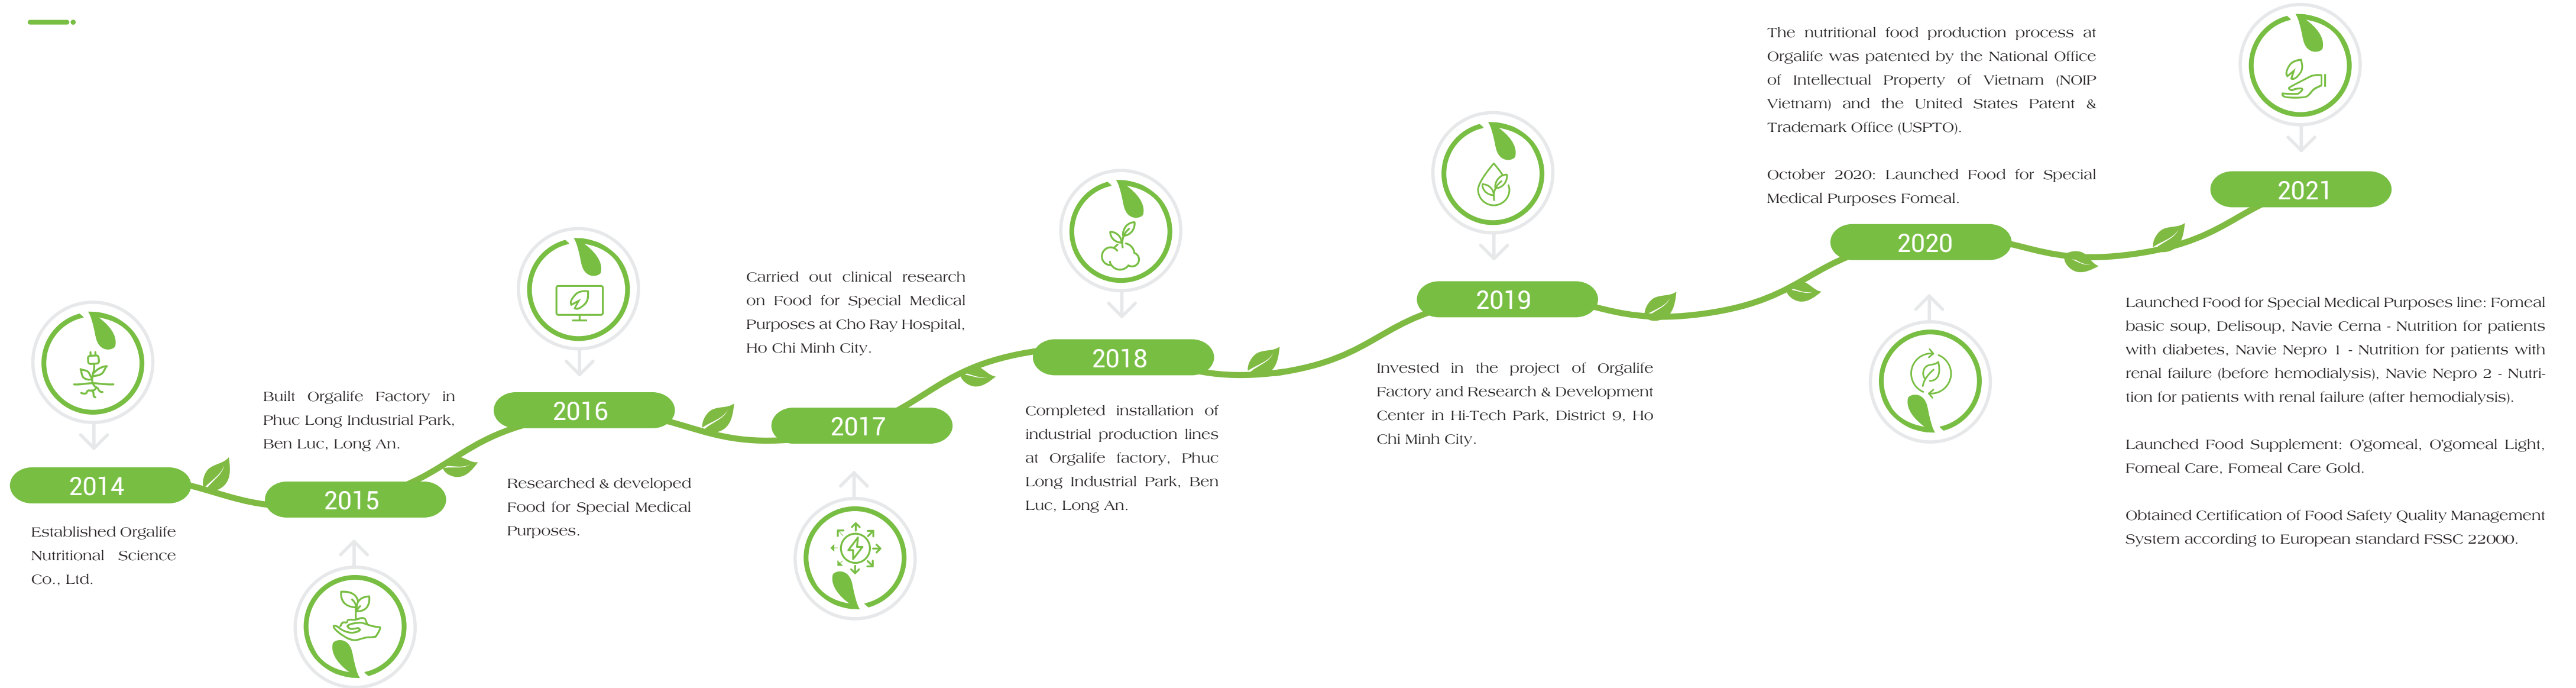 2014
Established Orgalife
Nutritional Science
Co., Ltd.
Built Orgalife Factory in
Phuc Long Industrial Park,
Ben Luc, Long An.
2015
2016
Researched & developed
Food for Special Medical
Purposes.
Carried out clinical research
on Food for Special Medical
Purposes at Cho Ray Hospital,
Ho Chi Minh City.
2017
2018
Completed installation of
industrial production lines
at Orgalife factory, Phuc
Long Industrial Park, Ben
Luc, Long An.
2019
Invested in the project of Orgalife
Factory and Research & Development
Center in Hi-Tech Park, District 9, Ho
Chi Minh City.
The nutritional food production process at
Orgalife was patented by the National Office
of Intellectual Property of Vietnam (NOIP
Vietnam) and the United States Patent &
Trademark Office (USPTO).
October 2020: Launched Food for Special
Medical Purposes Fomeal.
2020
2021
Launched Food for Special Medical Purposes line: Fomeal
basic soup, Delisoup, Navie Cerna - Nutrition for patients
with diabetes, Navie Nepro 1 - Nutrition for patients with
renal failure (before hemodialysis), Navie Nepro 2 - Nutri-
tion for patients with renal failure (after hemodialysis).
Launched Food Supplement: O'gomeal, O'gomeal Light,
Fomeal Care, Fomeal Care Gold.
Obtained Certification of Food Safety Quality Management
System according to European standard FSSC 22000.